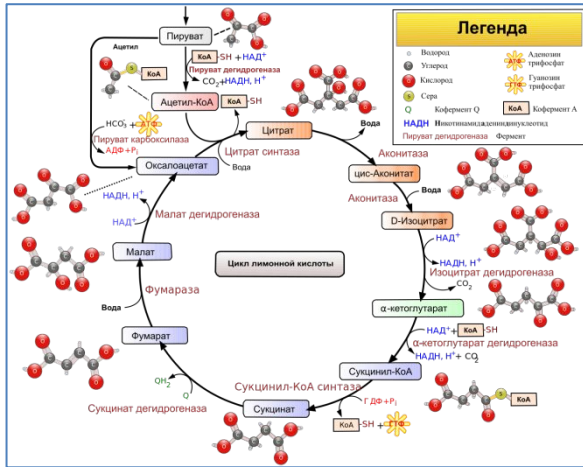 Пируват
Ацетил
КоА
-SH +НАД⁺
Пируват дегидрогеназа
CO₂+НАДН, Н⁺
S
КоА
Ацетил-КоА
КоА
-SH
HCO₃⁻ + АТФ
Пируват карбоксилаза
АДФ+Pᵢ
Оксалоацетат
Цитрат
Цитрат синтаза
Вода
Вода
Аконитаза
цис-Аконитат
Аконитаза
Вода
D-Изоцитрат
НАД⁺
НАДН, Н⁺
Изоцитрат дегидрогеназа
CO₂
α-кетоглутарат
НАД⁺+ КоА -SH
α-кетоглутарат дегидрогеназа
НАДН, Н⁺+ CO₂
Сукцинил-КоА
S
КоА
Сукцинил-КоА синтаза
ГДФ+Pᵢ
КоА -SH + ГТФ
Сукцинат
Сукцинат дегидрогеназа
Q
QH₂
Фумарат
Фумараза
Вода
Малат
Малат дегидрогеназа
НАД⁺
НАДН, Н⁺
Цикл лимонной кислоты
Легенда
Водород
Углерод
Кислород
S Сера
Q Кофермент Q
АТФ Аденозин трифосфат
ГТФ Гуанозин трифосфат
КоА Кофермент А
НАДН Никотинамидадениндинуклеотид
Пируват дегидрогеназа Фермент